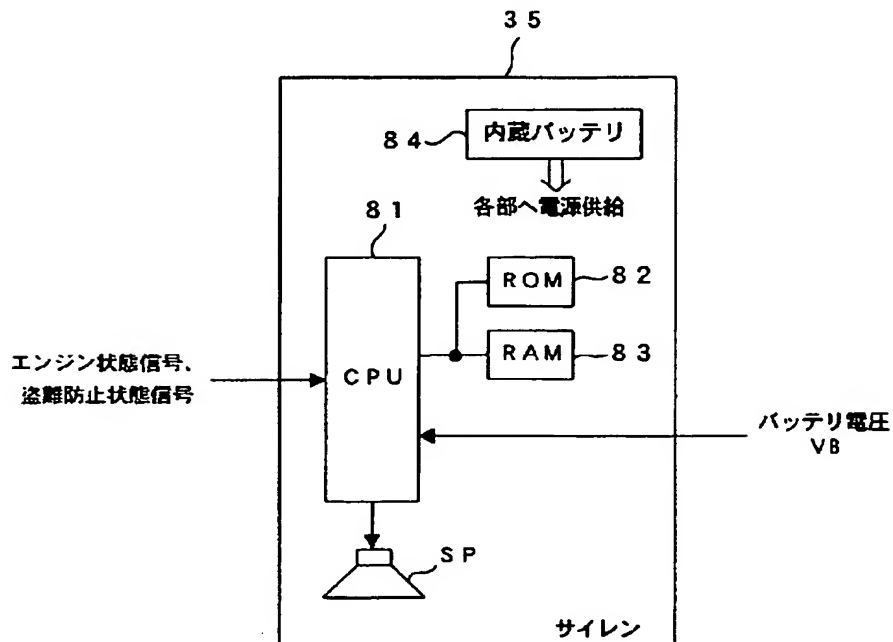 ３５
内蔵バッテリ
８４
各部へ電源供給
８１
ＲＯＭ
８２
ＲＡＭ
８３
エンジン状態信号、
盗難防止状態信号
ＣＰＵ
バッテリ電圧
ＶＢ
ＳＰ
サイレン